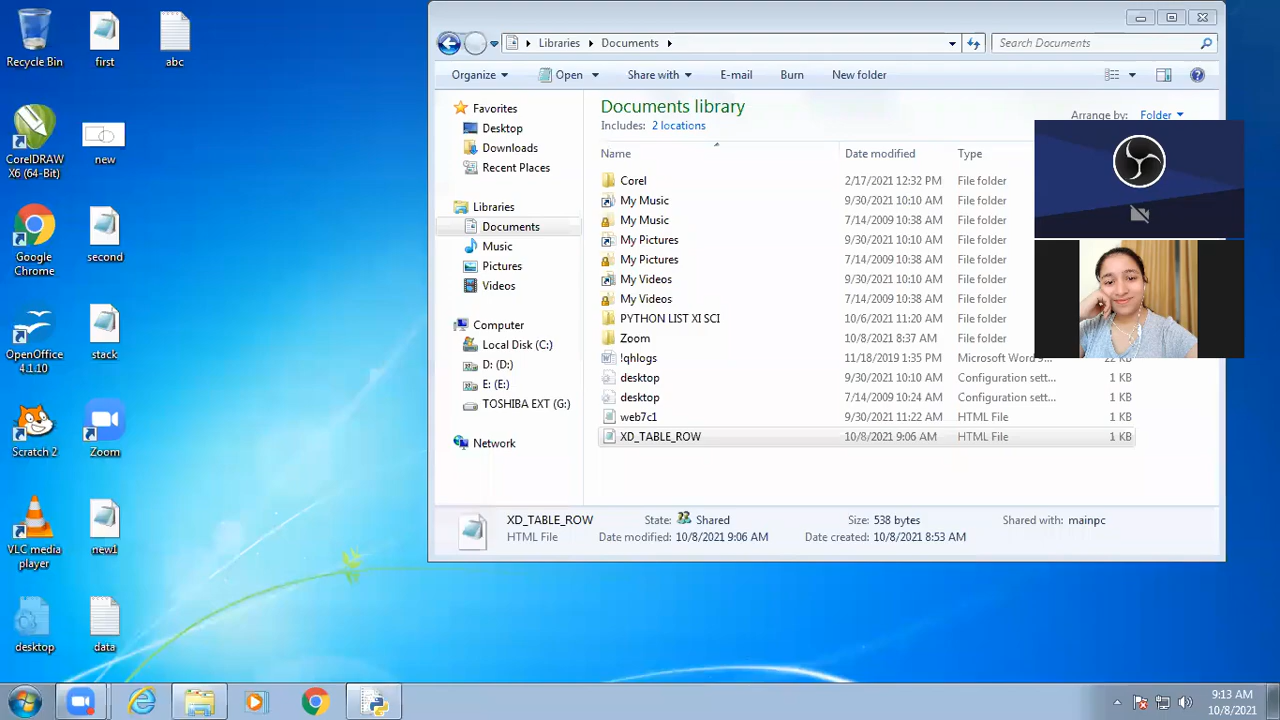 Recycle Bin
first
abc
CorelDRAW
X6 (64-Bit)
new
Google
Chrome
second
OpenOffice
4.1.10
stack
Scratch 2
Zoom
VLC media
player
new1
desktop
data
Libraries
Documents
Search Documents
Organize
Open
Share with
E-mail
Burn
New folder
Favorites
Desktop
Downloads
Recent Places
Libraries
Documents
Music
Pictures
Videos
Computer
Local Disk (C:)
D: (D:)
E: (E:)
TOSHIBA EXT (G:)
Network
Documents library
Includes: 2 locations
Arrange by: Folder
Name Date modified Type
Corel 2/17/2021 12:32 PM File folder
My Music 9/30/2021 10:10 AM File folder
My Music 7/14/2009 10:38 AM File folder
My Pictures 9/30/2021 10:10 AM File folder
My Pictures 7/14/2009 10:38 AM File folder
My Videos 9/30/2021 10:10 AM File folder
My Videos 7/14/2009 10:38 AM File folder
PYTHON LIST XI SCI 10/6/2021 11:20 AM File folder
Zoom 10/8/2021 8:37 AM File folder
!qhlogs 11/18/2019 1:35 PM Microsoft Word 22 KB
desktop 9/30/2021 10:10 AM Configuration sett... 1 KB
desktop 7/14/2009 10:24 AM Configuration sett... 1 KB
web7c1 9/30/2021 11:22 AM HTML File 1 KB
XD_TABLE_ROW 10/8/2021 9:06 AM HTML File 1 KB
XD_TABLE_ROW State: Shared Size: 538 bytes Shared with: mainpc
HTML File Date modified: 10/8/2021 9:06 AM Date created: 10/8/2021 8:53 AM
9:13 AM
10/8/2021